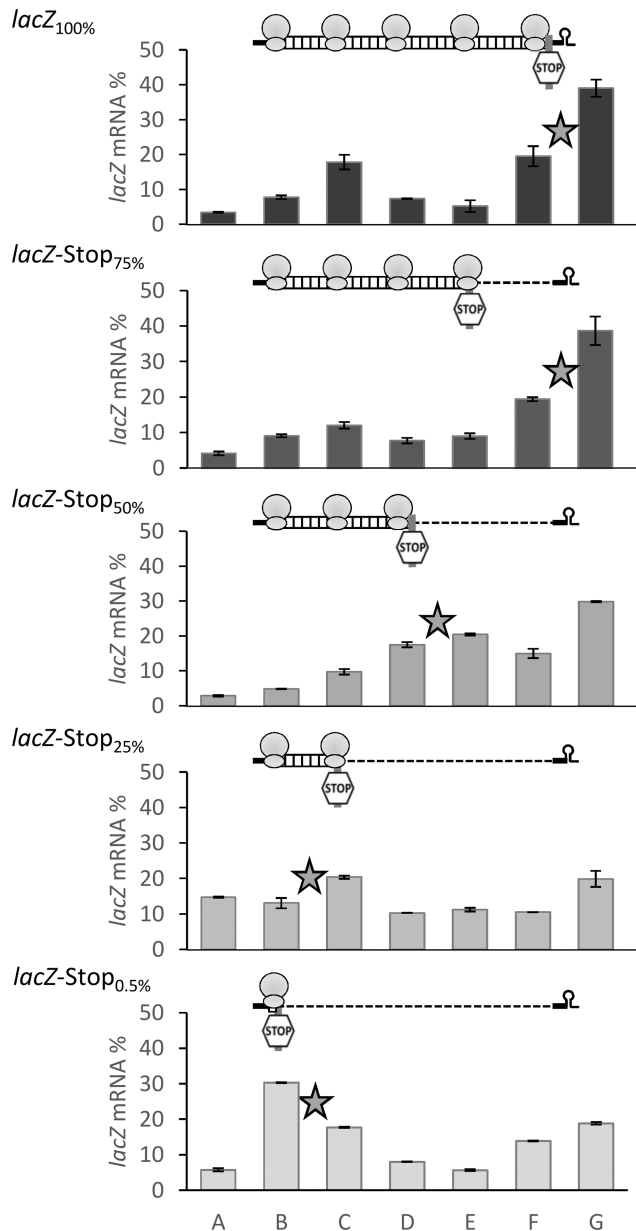 lacZ100%
STOP
50
40
30
20
10
0
lacZ mRNA %
lacZ-Stop75%
STOP
50
40
30
20
10
0
lacZ mRNA %
lacZ-Stop50%
STOP
50
40
30
20
10
0
lacZ mRNA %
lacZ-Stop25%
STOP
50
40
30
20
10
0
lacZ mRNA %
lacZ-Stop0.5%
STOP
50
40
30
20
10
0
lacZ mRNA %
A B C D E F G